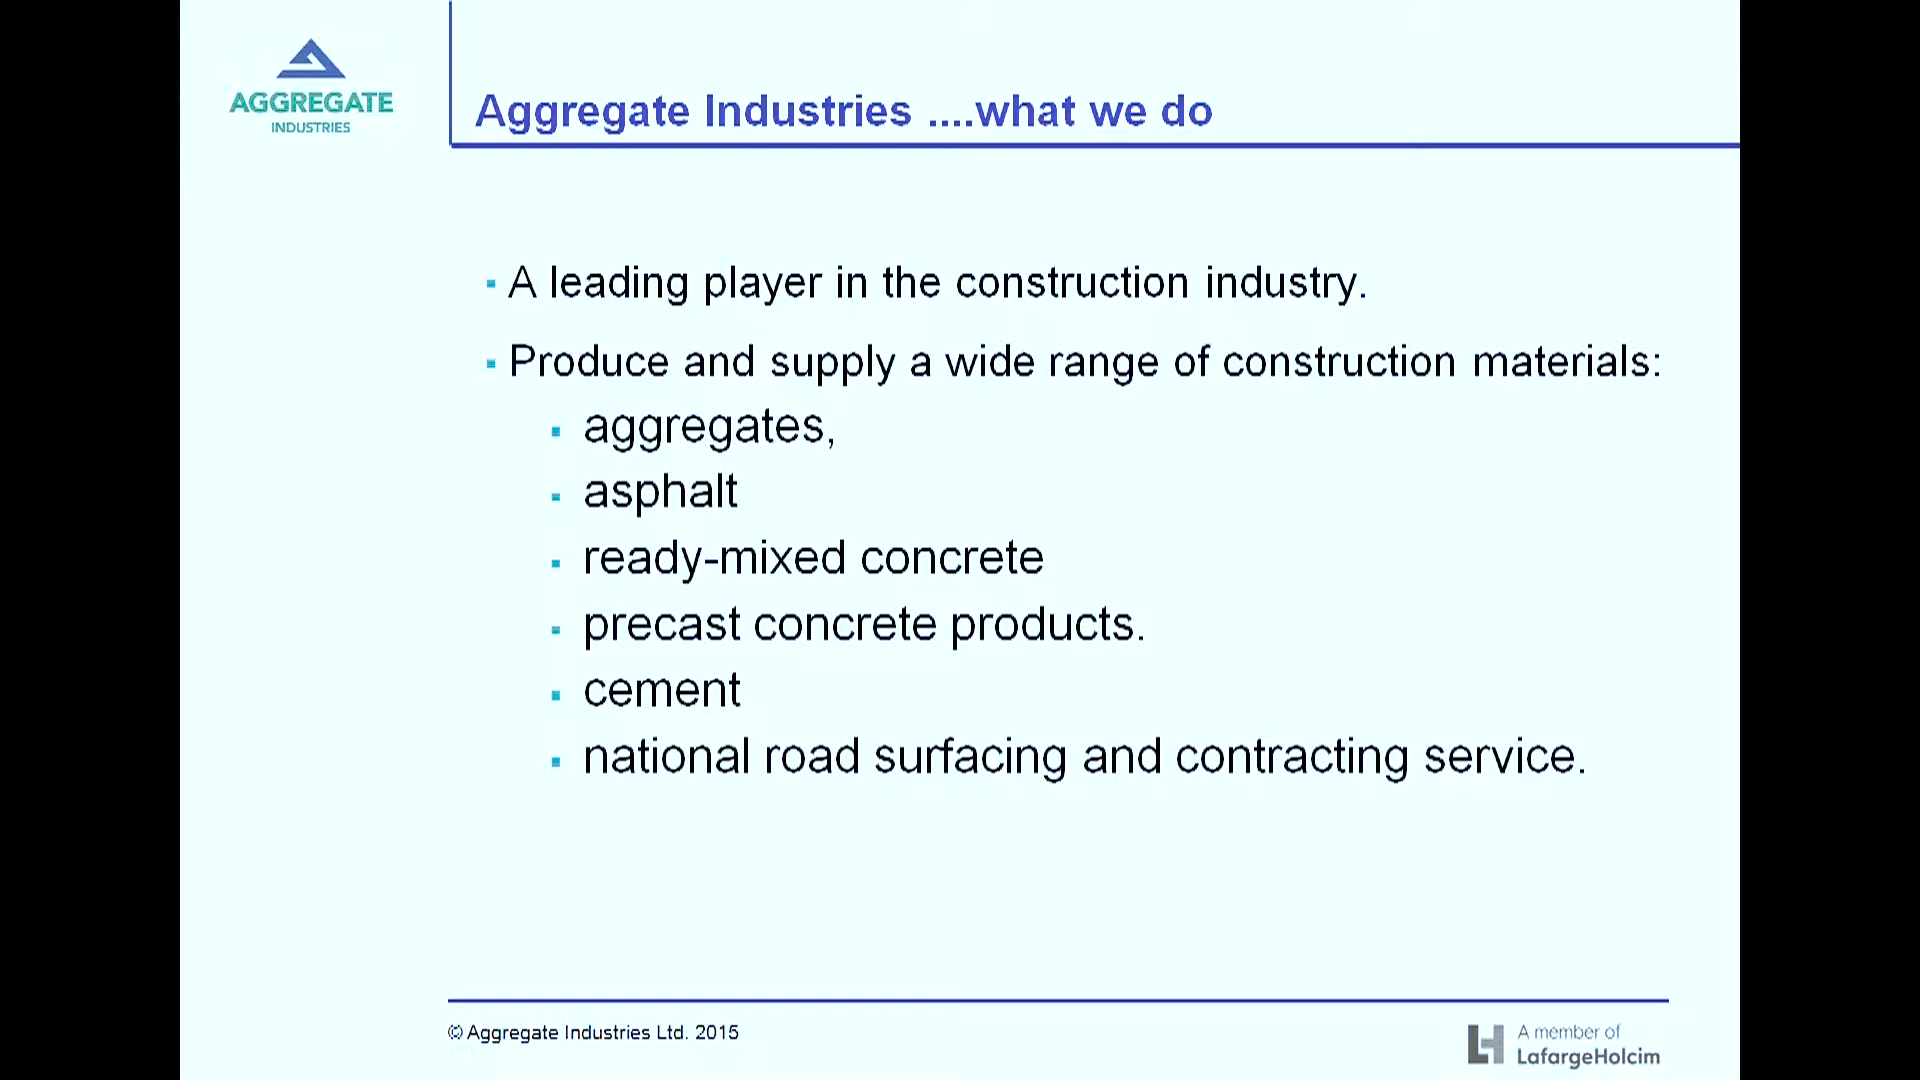 AGGREGATE
INDUSTRIES
Aggregate Industries ....what we do
A leading player in the construction industry.
Produce and supply a wide range of construction materials:
aggregates,
asphalt
ready-mixed concrete
precast concrete products.
cement
national road surfacing and contracting service.
© Aggregate Industries Ltd. 2015
A member of
LafargeHolcim